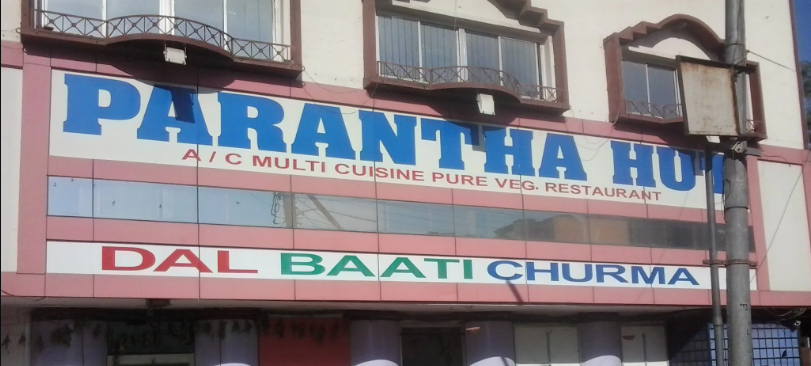 PARANTHA HUT
A / C MULTI CUISINE PURE VEG. RESTAURANT
DAL BAATI CHURMA